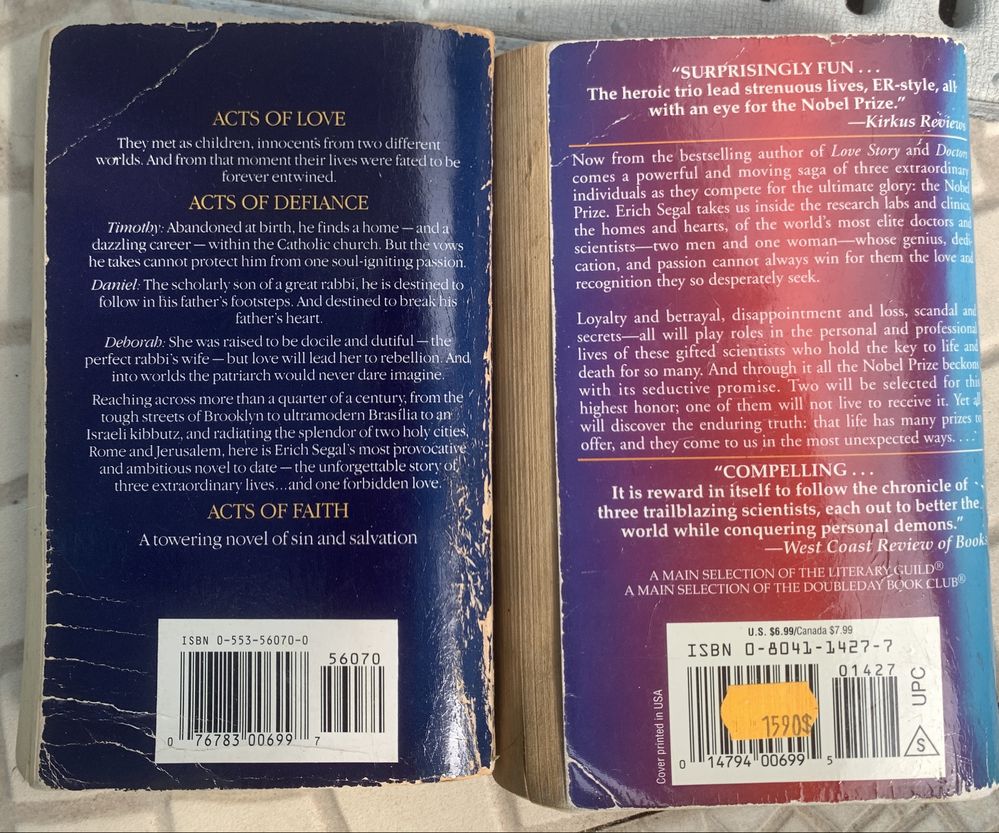 ACTS OF LOVE
They met as children, innocents from two different
worlds. And from that moment their lives were fated to be
forever entwined.
ACTS OF DEFIANCE
Timothy: Abandoned at birth, he finds a home — and a
dazzling career — within the Catholic church. But the vows
he takes cannot protect him from one soul-igniting passion.
Daniel: The scholarly son of a great rabbi, he is destined to
follow in his father's footsteps. And destined to break his
father's heart.
Deborah: She was raised to be docile and dutiful — the
perfect rabbi's wife — but love will lead her to rebellion. And
into worlds the patriarch would never dare imagine.
Reaching across more than a quarter of a century, from the
tough streets of Brooklyn to ultramodern Brasília to an
Israeli kibbutz, and radiating the splendor of two holy cities,
Rome and Jerusalem, here is Erich Segal's most provocative
and ambitious novel to date — the unforgettable story of
three extraordinary lives...and one forbidden love.
ACTS OF FAITH
A towering novel of sin and salvation
ISBN 0-553-56070-0
56070
0 76783 00699 7
"SURPRISINGLY FUN . . .
The heroic trio lead strenuous lives, ER-style, all
with an eye for the Nobel Prize."
—Kirkus Reviews
Now from the bestselling author of Love Story and Doctors
comes a powerful and moving saga of three extraordinary
individuals as they compete for the ultimate glory: the Nobel
Prize. Erich Segal takes us inside the research labs and clinics,
the homes and hearts, of the world's most elite doctors and
scientists—two men and one woman—whose genius, dedi-
cation, and passion cannot always win for them the love and
recognition they so desperately seek.
Loyalty and betrayal, disappointment and loss, scandal and
secrets—all will play roles in the personal and professional
lives of these gifted scientists who hold the key to life and
death for so many. And through it all the Nobel Prize beckons
with its seductive promise. Two will be selected for this
highest honor; one of them will not live to receive it. Yet all
will discover the enduring truth: that life has many prizes to
offer, and they come to us in the most unexpected ways. . . .
"COMPELLING . . .
It is reward in itself to follow the chronicle of
three trailblazing scientists, each out to better the
world while conquering personal demons."
—West Coast Review of Books
A MAIN SELECTION OF THE LITERARY GUILD®
A MAIN SELECTION OF THE DOUBLEDAY BOOK CLUB®
U.S. $6.99/Canada $7.99
ISBN 0-8041-1427-7
01427
1590$
0 14794 00699 5
Cover printed in USA
UPC
S